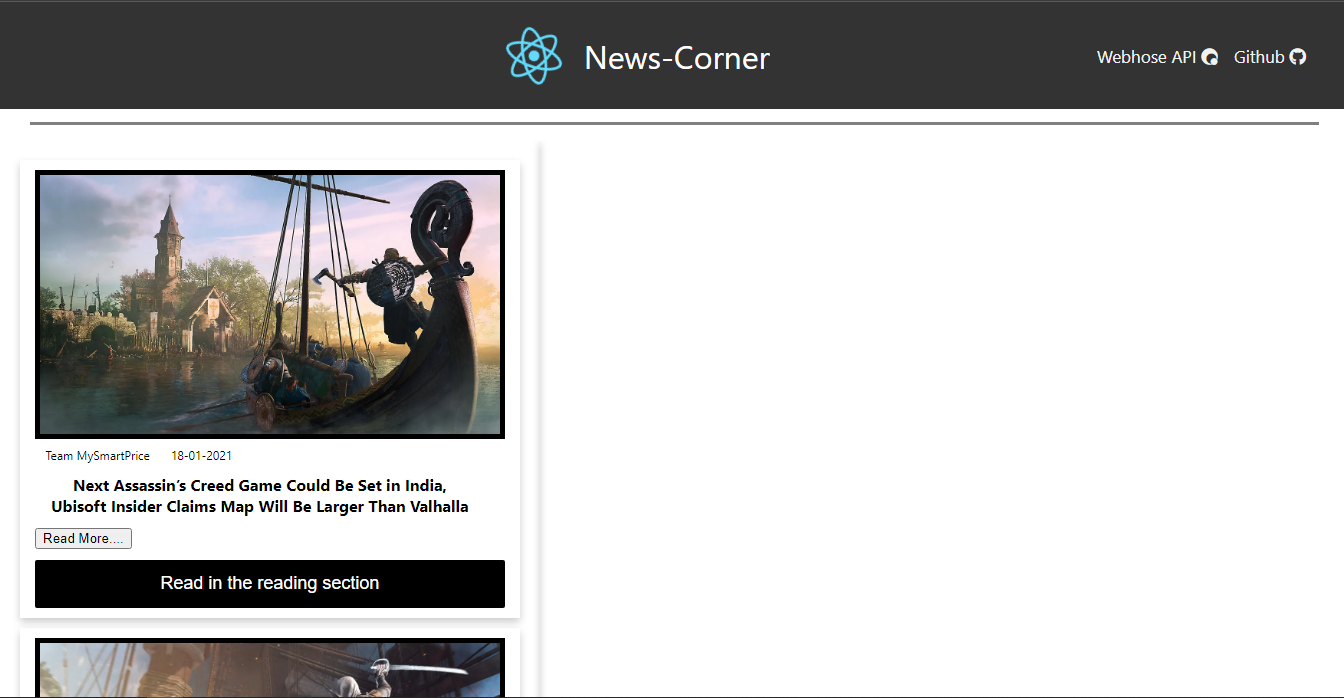 News-Corner
Webhose API
Github
Team MySmartPrice 18-01-2021
Next Assassin’s Creed Game Could Be Set in India,
Ubisoft Insider Claims Map Will Be Larger Than Valhalla
Read More....
Read in the reading section